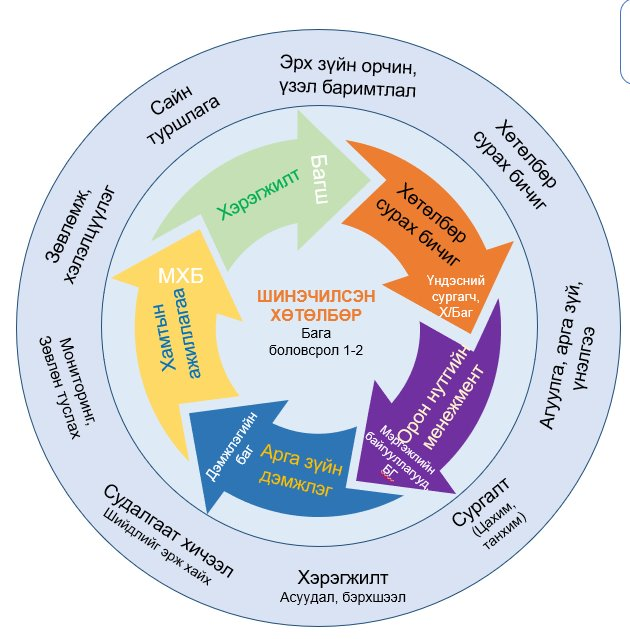 Эрх зүйн орчин,
үзэл баримтлал
Хөтөлбөр
сурах бичиг
Агуулга, арга зүй,
үнэлгээ
Сургалт
(Цахим,
танхим)
Хэрэгжилт
Асуудал, бэрхшээл
Судалгаат хичээл
Шийдлийг эрж хайх
Мониторинг,
Зөвлөн туслах
Зөвлөмж,
хэлэлцүүлэг
Сайн
туршлага
Хэрэгжилт
Багш
Хөтөлбөр
сурах бичиг
Үндэсний
сургагч,
Х/Баг
Орон нутгийн
менежмент
Мэргэжлийн
байгууллагууд,
БГ
Арга зүйн
дэмжлэг
Дэмжлэгийн
баг
МХБ
Хамтын
ажиллагаа
ШИНЭЧИЛСЭН
ХӨТӨЛБӨР
Бага
боловсрол 1-2